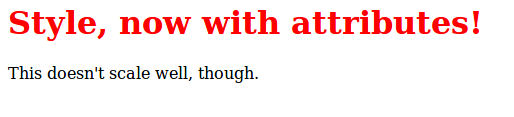 Style, now with attributes!
This doesn't scale well, though.